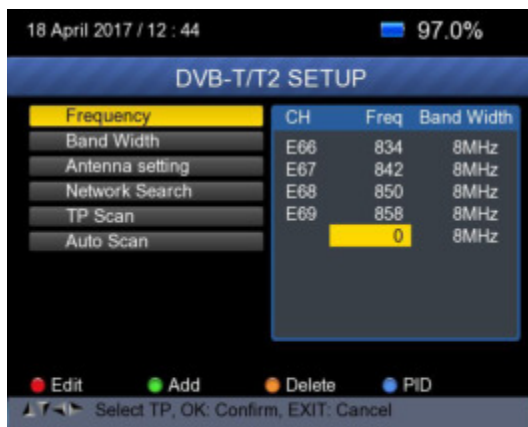 18 April 2017 / 12 : 44 97.0%
DVB-T/T2 SETUP
Frequency
Band Width
Antenna setting
Network Search
TP Scan
Auto Scan
CH Freq Band Width
E66 834 8MHz
E67 842 8MHz
E68 850 8MHz
E69 858 8MHz
0 8MHz
Edit Add Delete PID
Select TP, OK: Confirm, EXIT: Cancel